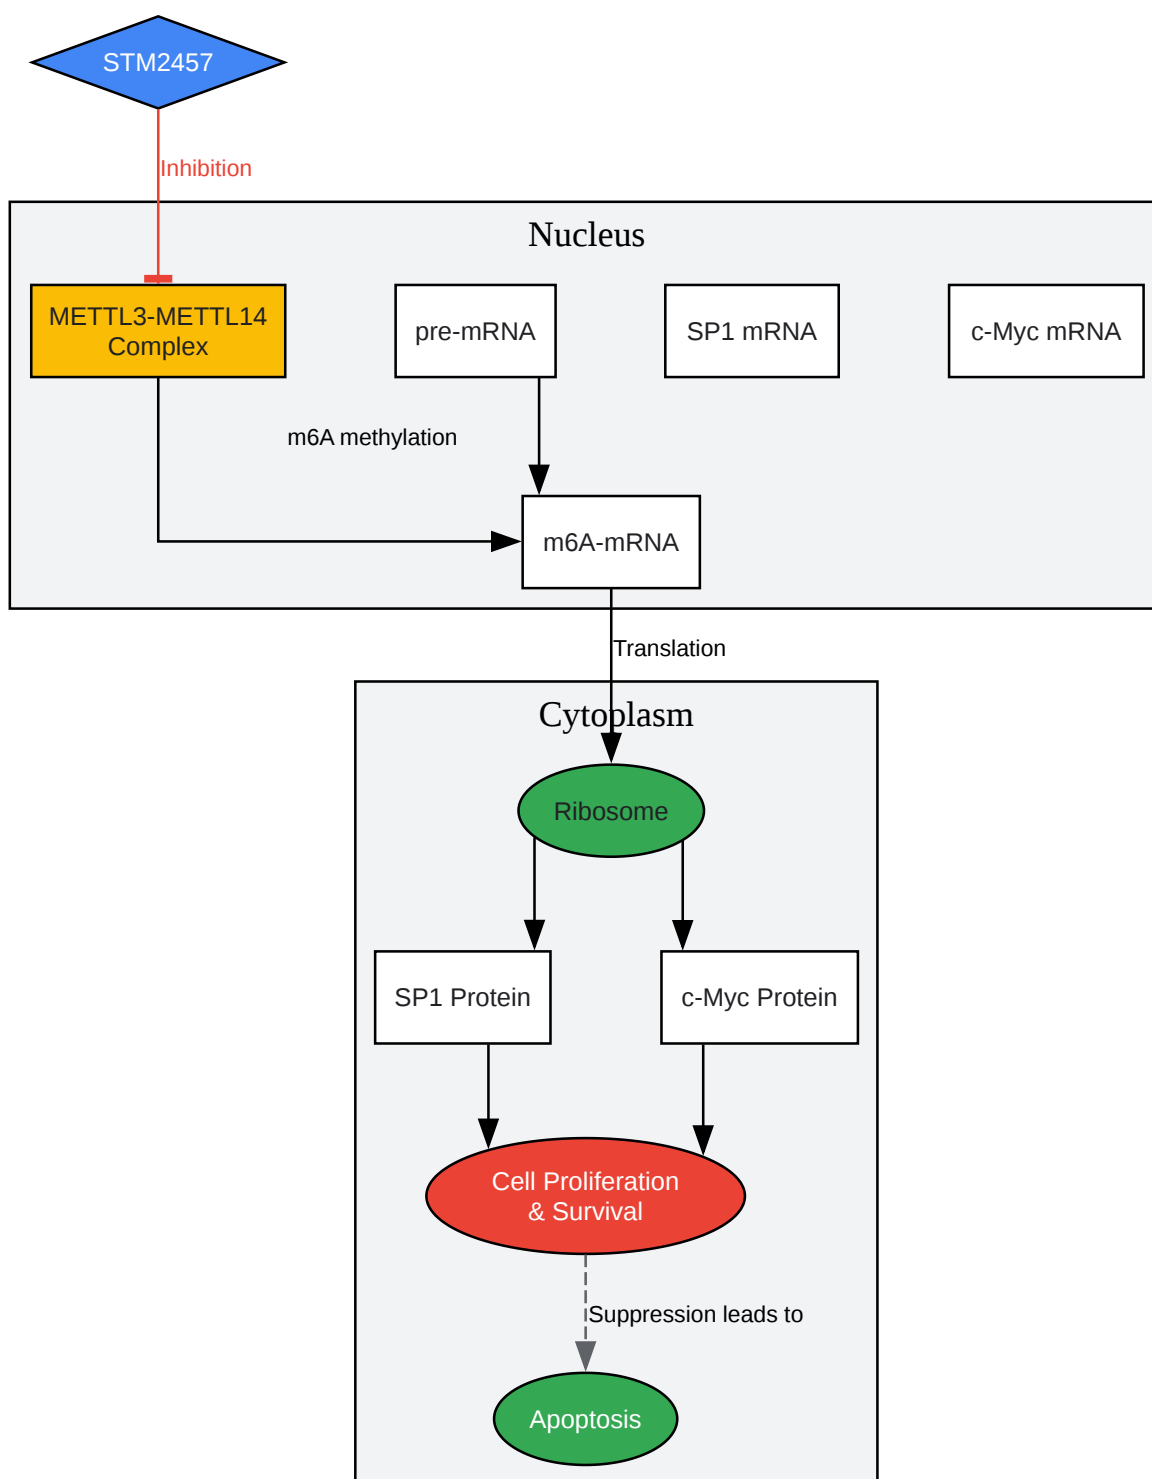 STM2457
Inhibition
Nucleus
METTL3-METTL14
Complex
pre-mRNA
SP1 mRNA
c-Myc mRNA
m6A methylation
m6A-mRNA
Translation
Cytoplasm
Ribosome
SP1 Protein
c-Myc Protein
Cell Proliferation
& Survival
Suppression leads to
Apoptosis